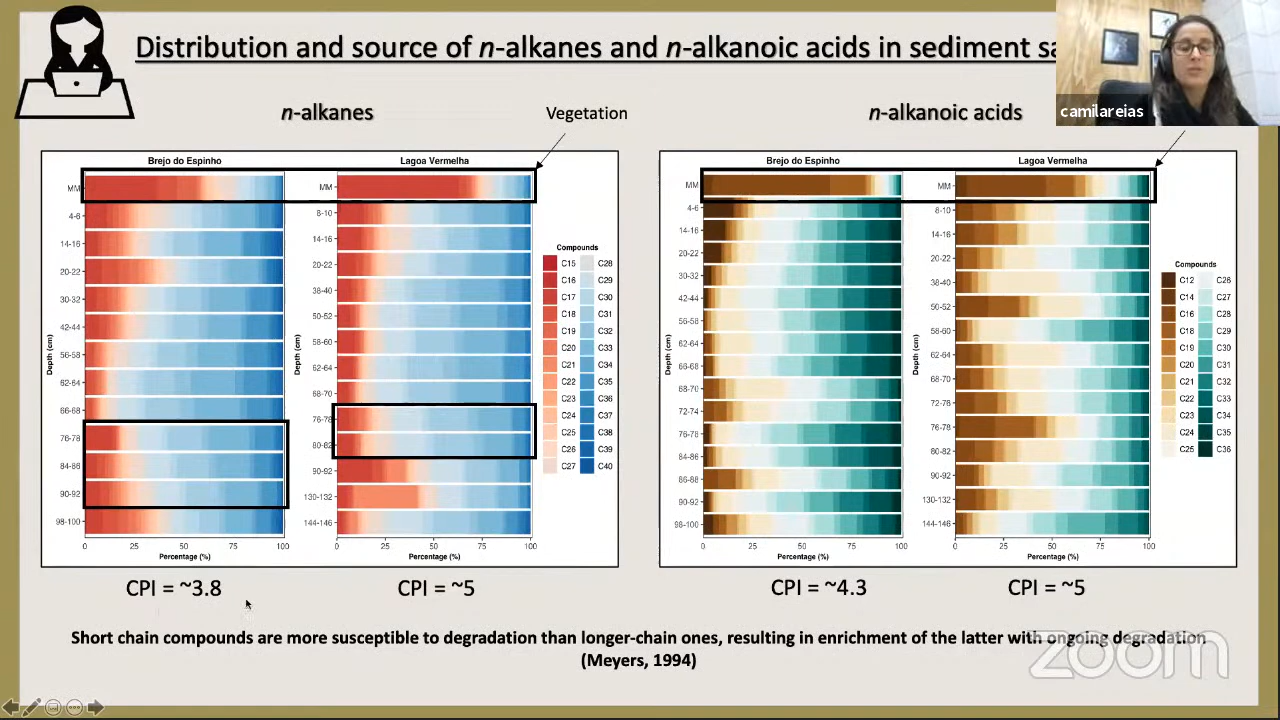 Distribution and source of n-alkanes and n-alkanoic acids in sediment sa
camilareias
n-alkanes
Vegetation
n-alkanoic acids
Brejo do Espinho
Lagoa Vermelha
MM
4-6
14-16
20-22
30-32
42-44
56-58
62-64
66-68
76-78
84-86
90-92
98-100
Depth (cm)
0 25 50 75 100
Percentage (%)
MM
8-10
14-16
20-22
38-40
50-52
58-60
62-64
68-70
76-78
80-82
90-92
130-132
144-146
Depth (cm)
0 25 50 75 100
Percentage (%)
Compounds
C15 C28
C16 C29
C17 C30
C18 C31
C19 C32
C20 C33
C21 C34
C22 C35
C23 C36
C24 C37
C25 C38
C26 C39
C27 C40
Brejo do Espinho
Lagoa Vermelha
MM
4-6
14-16
20-22
30-32
42-44
56-58
62-64
68-70
72-74
76-78
84-86
86-88
90-92
98-100
Depth (cm)
0 25 50 75 100
Percentage (%)
MM
8-10
14-16
20-22
38-40
50-52
58-60
62-64
68-70
72-78
76-78
80-82
90-92
130-132
144-146
Depth (cm)
0 25 50 75 100
Percentage (%)
Compounds
C12 C26
C14 C27
C16 C28
C18 C29
C19 C30
C20 C31
C21 C32
C22 C33
C23 C34
C24 C35
C25 C36
CPI = ~3.8
CPI = ~5
CPI = ~4.3
CPI = ~5
Short chain compounds are more susceptible to degradation than longer-chain ones, resulting in enrichment of the latter with ongoing degradation
(Meyers, 1994)
zoom